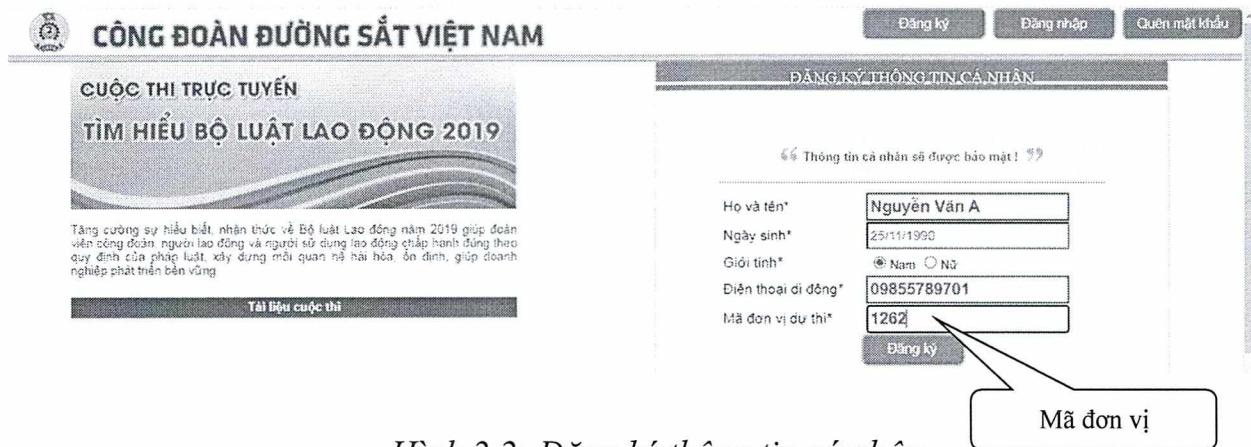 CÔNG ĐOÀN ĐƯỜNG SẮT VIỆT NAM
Đăng ký Đăng nhập Quên mật khẩu
CUỘC THI TRỰC TUYẾN
TÌM HIỂU BỘ LUẬT LAO ĐỘNG 2019
Tăng cường sự hiểu biết, nhận thức về Bộ luật Lao động năm 2019 giúp đoàn
viên công đoàn, người lao động và người sử dụng lao động chấp hành đúng theo
quy định của pháp luật, xây dựng mối quan hệ hài hòa, ổn định, giúp doanh
nghiệp phát triển bền vững
Tài liệu cuộc thi
ĐĂNG KÝ THÔNG TIN CÁ NHÂN
Thông tin cá nhân sẽ được bảo mật !
Họ và tên* Nguyễn Văn A
Ngày sinh* 25/11/1990
Giới tính* Nam Nữ
Điện thoại di động* 09855789701
Mã đơn vị dự thi* 1262
Đăng ký
Mã đơn vị